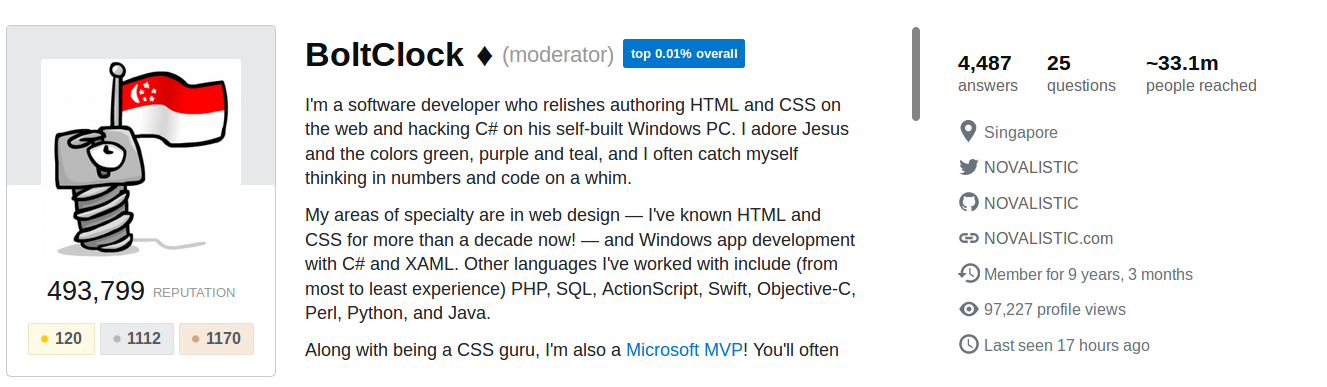 BoltClock ♦ (moderator) top 0.01% overall
I'm a software developer who relishes authoring HTML and CSS on
the web and hacking C# on his self-built Windows PC. I adore Jesus
and the colors green, purple and teal, and I often catch myself
thinking in numbers and code on a whim.
My areas of specialty are in web design — I've known HTML and
CSS for more than a decade now! — and Windows app development
with C# and XAML. Other languages I've worked with include (from
most to least experience) PHP, SQL, ActionScript, Swift, Objective-C,
Perl, Python, and Java.
Along with being a CSS guru, I'm also a Microsoft MVP! You'll often
493,799 REPUTATION
120 1112 1170
4,487 25 ~33.1m
answers questions people reached
Singapore
NOVALISTIC
NOVALISTIC
NOVALISTIC.com
Member for 9 years, 3 months
97,227 profile views
Last seen 17 hours ago